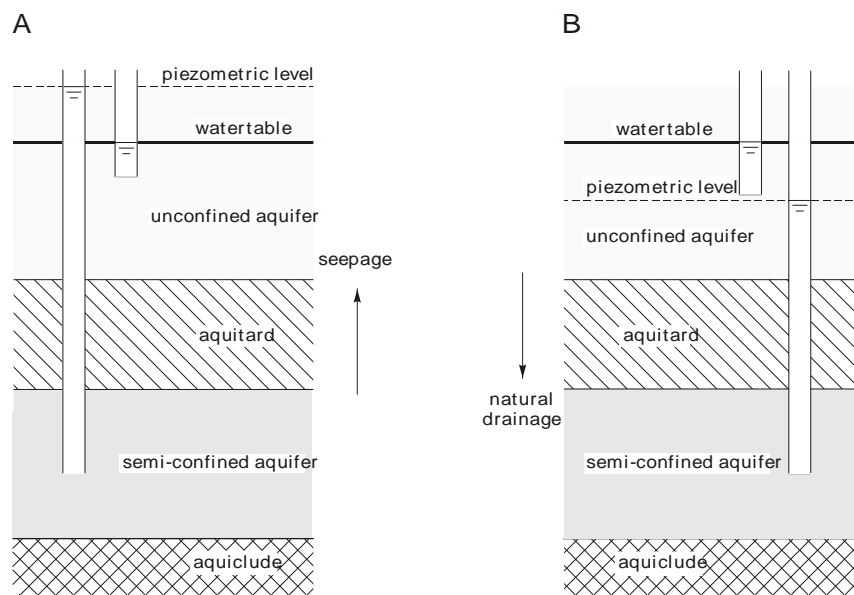 A
piezometric level
watertable
unconfined aquifer
seepage
aquitard
semi-confined aquifer
aquiclude
B
watertable
piezometric level
unconfined aquifer
aquitard
natural
drainage
semi-confined aquifer
aquiclude